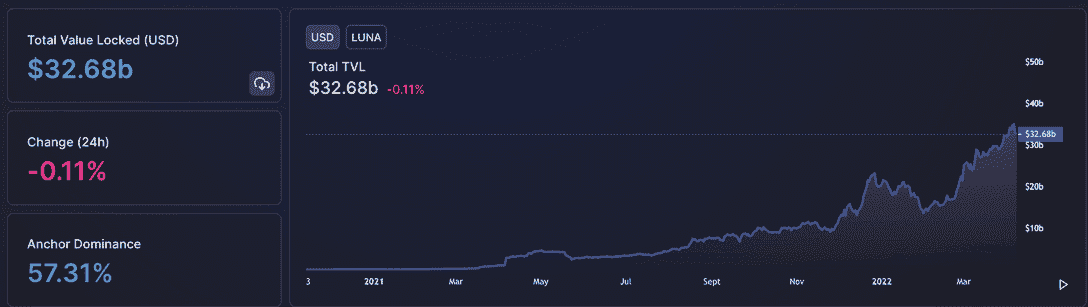 Total Value Locked (USD)
$32.68b
Change (24h)
-0.11%
Anchor Dominance
57.31%
USD LUNA
Total TVL
$32.68b -0.11%
$50b
$40b
$32.68b
$30b
$20b
$10b
3 2021 Mar May Jul Sept Nov 2022 Mar